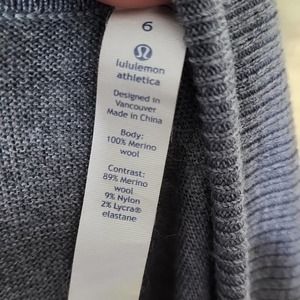 6
lululemon
athletica
Designed in
Vancouver
Made in China
Body:
100% Merino
wool
Contrast:
89% Merino
wool
9% Nylon
2% Lycra®
elastane